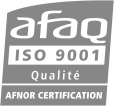 afaq
ISO 9001
Qualité
AFNOR CERTIFICATION